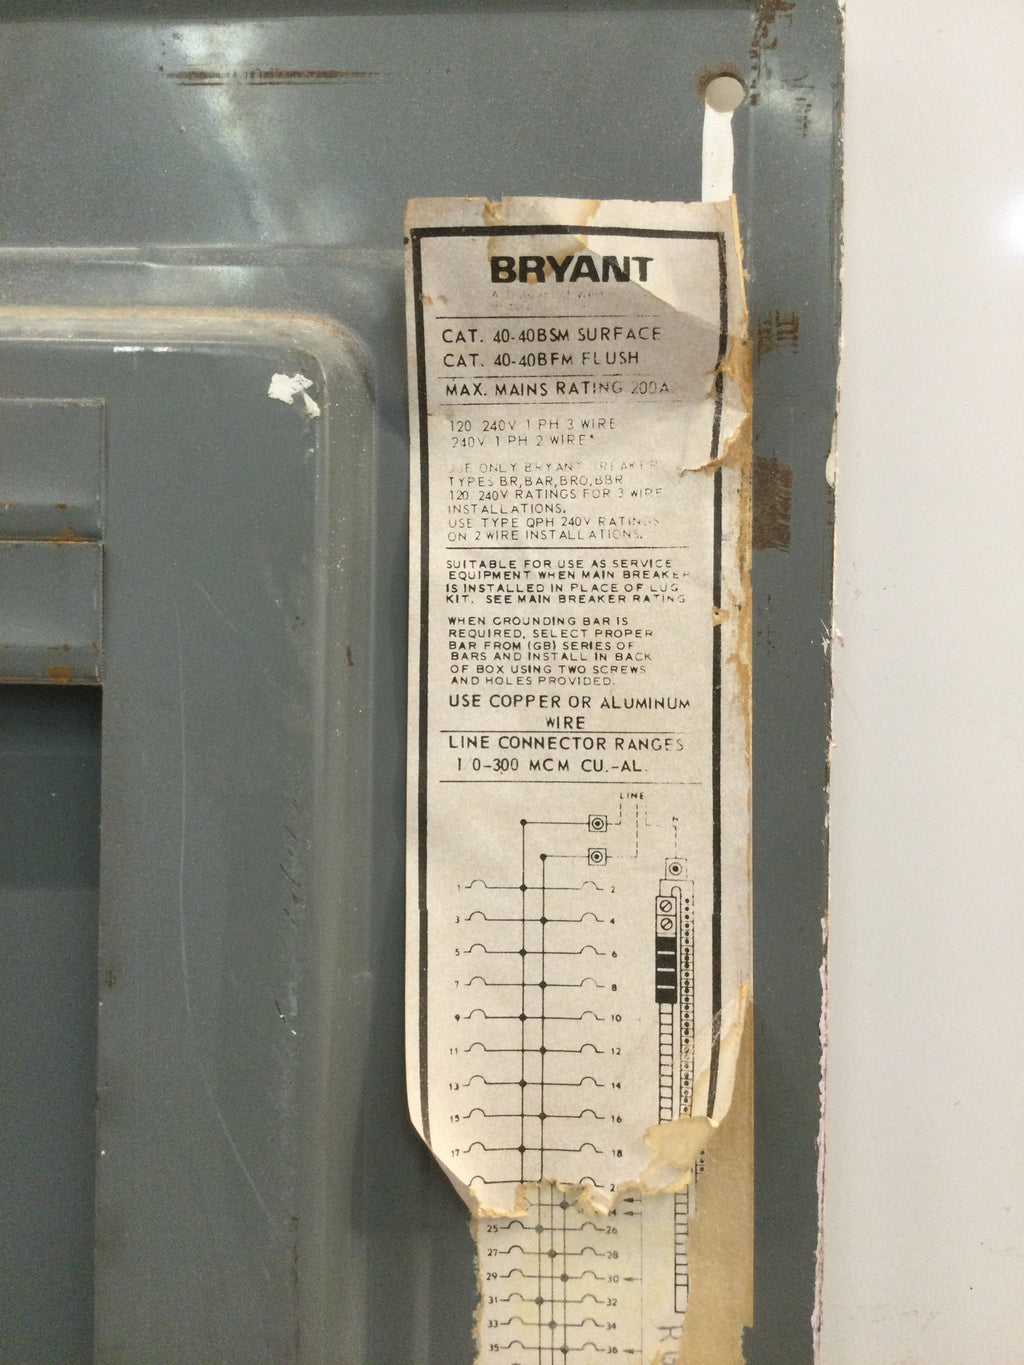 BRYANT
CAT. 40-40BSM SURFACE
CAT. 40-40BFM FLUSH
MAX. MAINS RATING 200A
120 240V 1 PH 3 WIRE
240V 1 PH 2 WIRE*
USE ONLY BRYANT BREAKER
TYPES BR,BAR,BRO,BBR
120 240V RATINGS FOR 3 WIRE
INSTALLATIONS.
USE TYPE QPH 240V RATINGS
ON 2 WIRE INSTALLATIONS.
SUITABLE FOR USE AS SERVICE
EQUIPMENT WHEN MAIN BREAKER
IS INSTALLED IN PLACE OF LUG
KIT. SEE MAIN BREAKER RATING
WHEN GROUNDING BAR IS
REQUIRED, SELECT PROPER
BAR FROM (GB) SERIES OF
BARS AND INSTALL IN BACK
OF BOX USING TWO SCREWS
AND HOLES PROVIDED.
USE COPPER OR ALUMINUM
WIRE
LINE CONNECTOR RANGES
1 0-300 MCM CU.-AL.
LINE
N
1 2
3 4
5 6
7 8
9 10
11 12
13 14
15 16
17 18
25 26
27 28
29 30
31 32
33 34
35 36